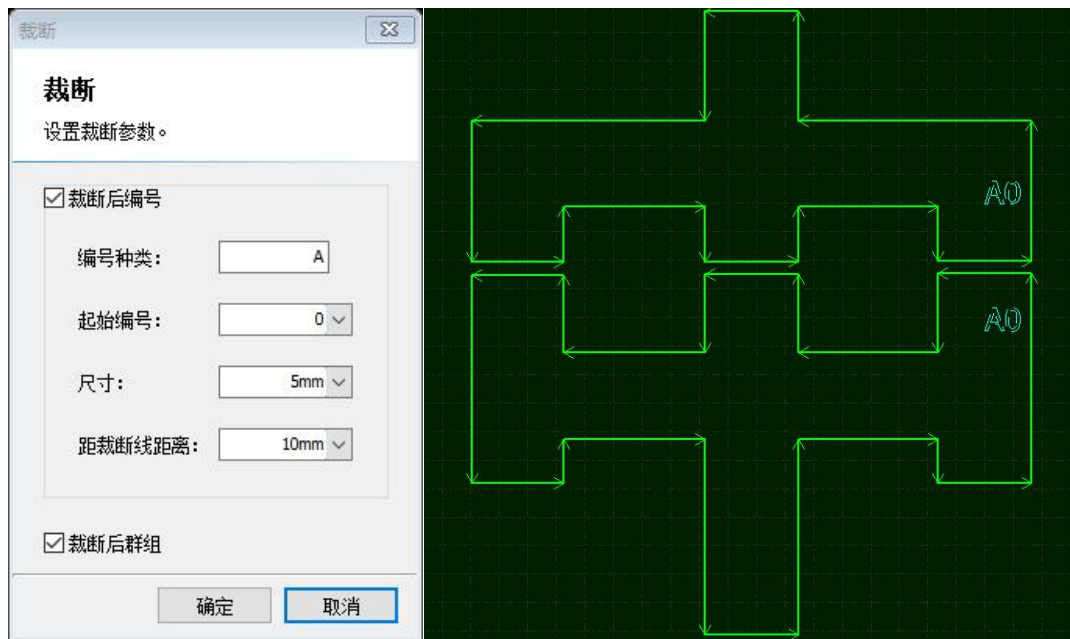 裁断
裁断
设置裁断参数。
裁断后编号
编号种类: A
起始编号: 0
尺寸: 5mm
距裁断线距离: 10mm
裁断后群组
确定 取消
A0
A0